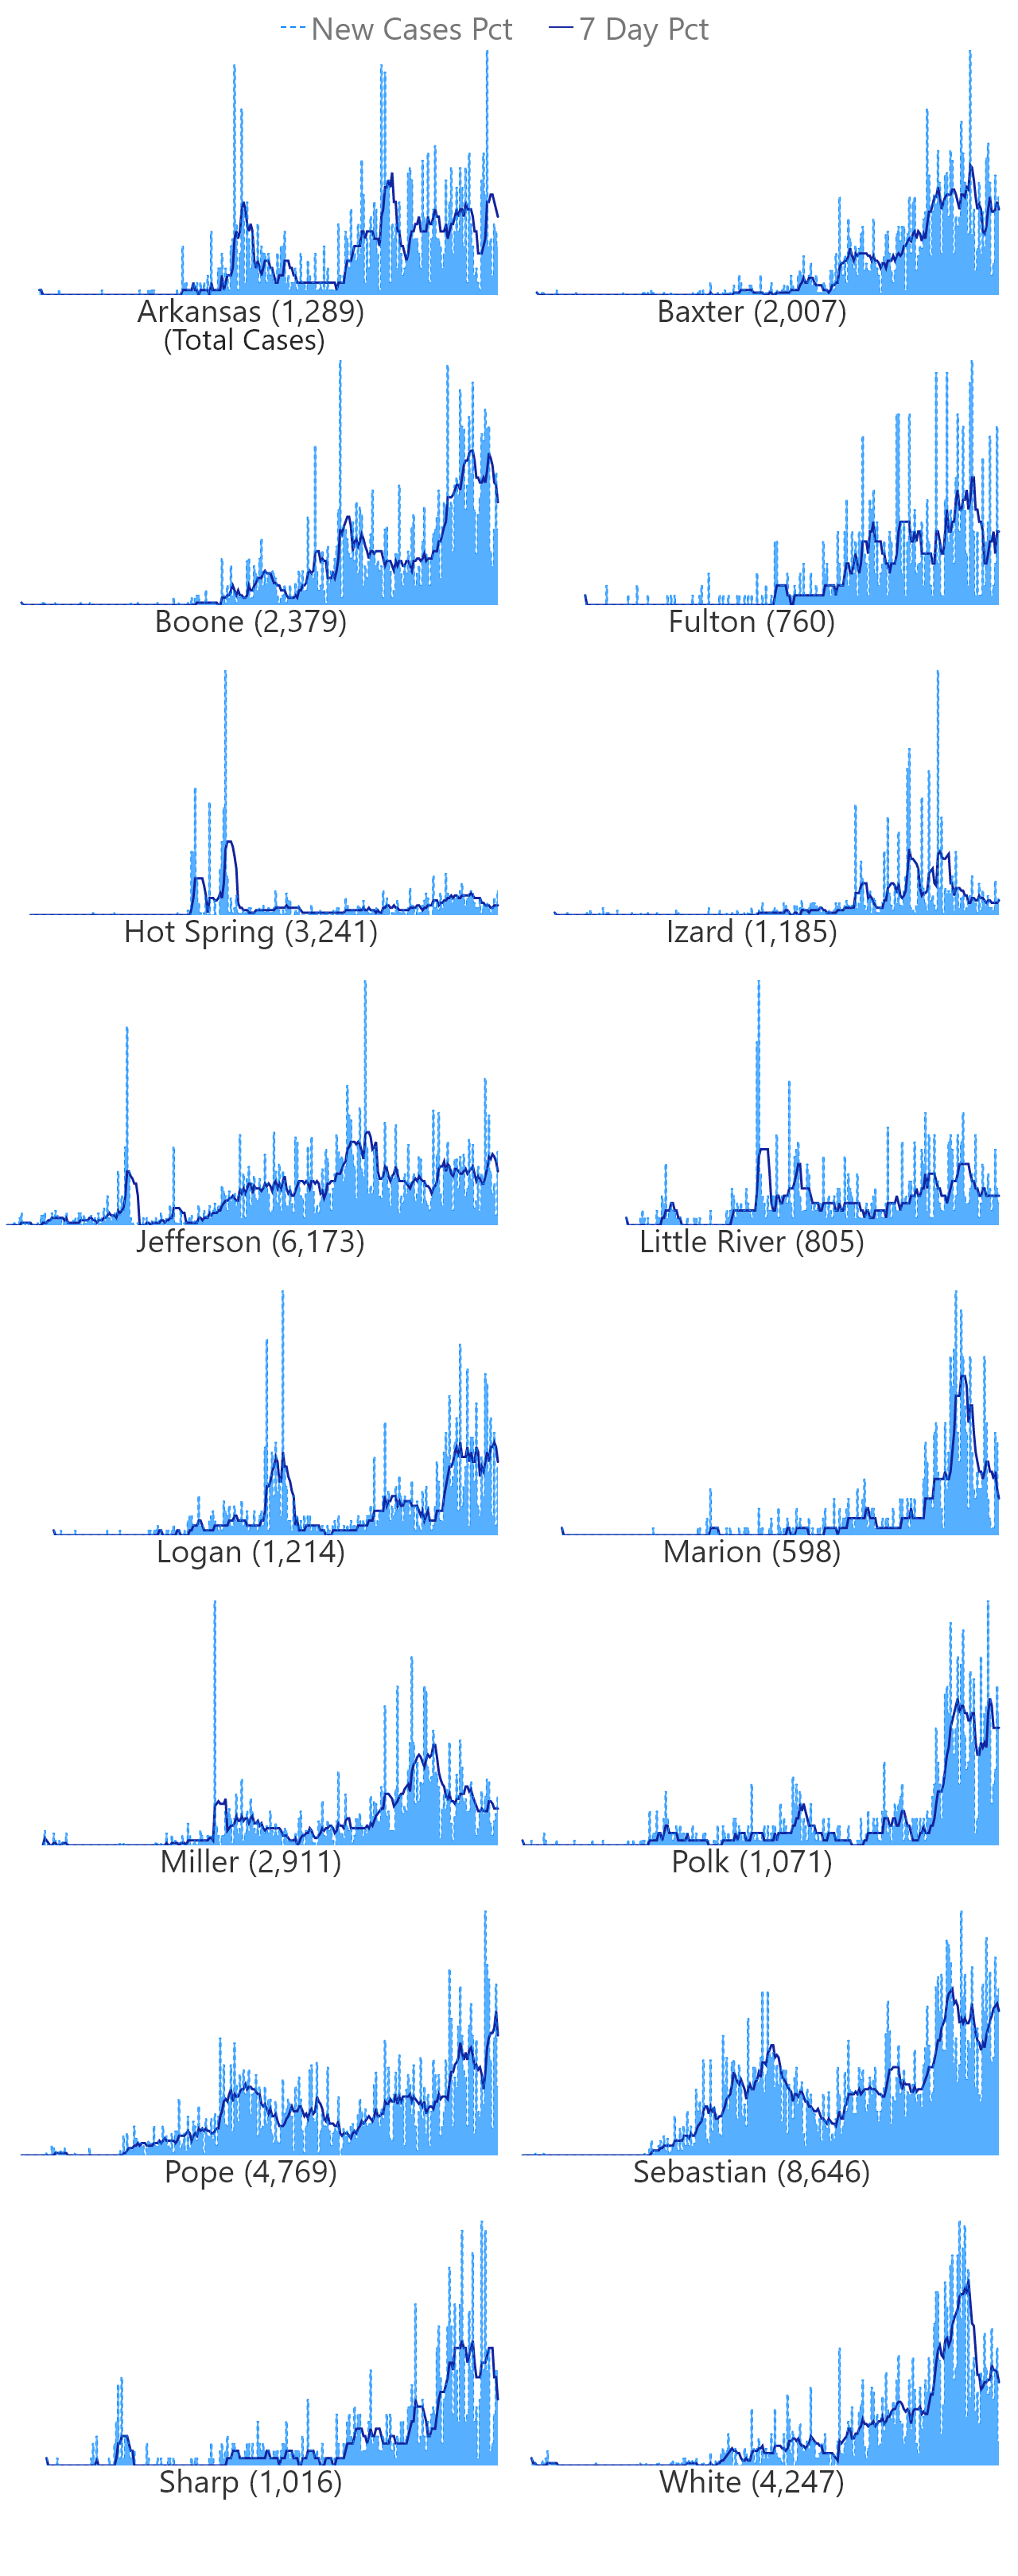 New Cases Pct 7 Day Pct
Arkansas (1,289)
(Total Cases)
Baxter (2,007)
Boone (2,379)
Fulton (760)
Hot Spring (3,241)
Izard (1,185)
Jefferson (6,173)
Little River (805)
Logan (1,214)
Marion (598)
Miller (2,911)
Polk (1,071)
Pope (4,769)
Sebastian (8,646)
Sharp (1,016)
White (4,247)